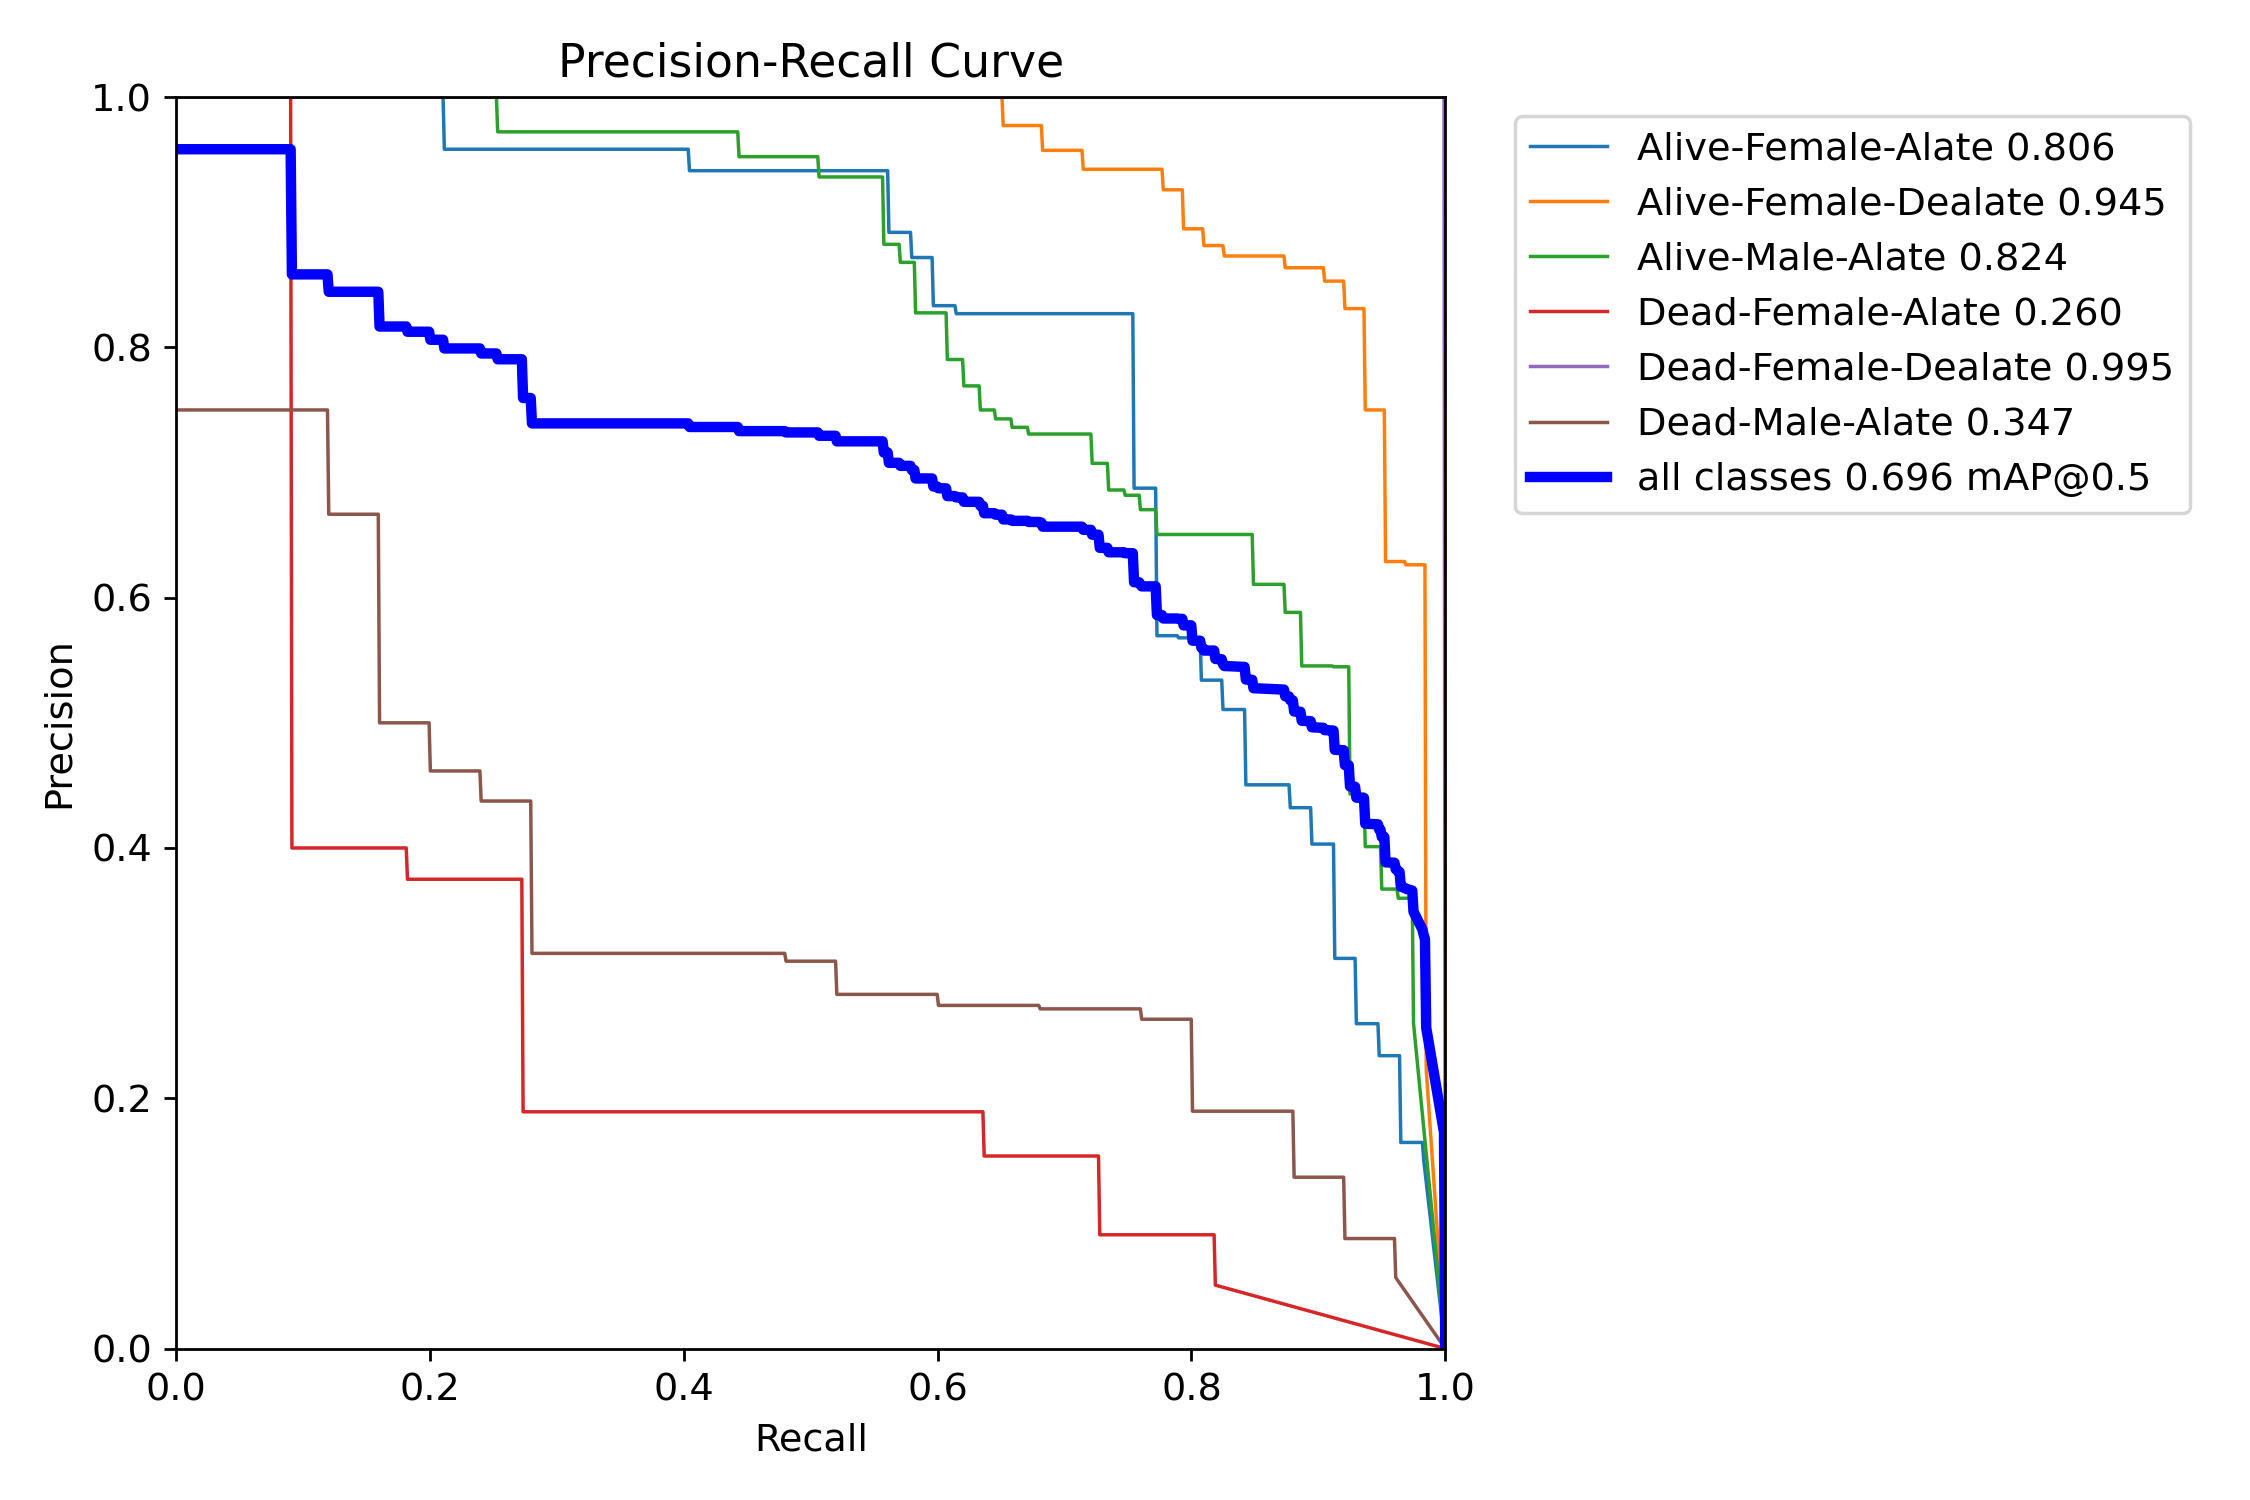 Precision-Recall Curve
1.0
0.8
0.6
0.4
0.2
0.0
Precision
0.0 0.2 0.4 0.6 0.8 1.0
Recall
Alive-Female-Alate 0.806
Alive-Female-Dealate 0.945
Alive-Male-Alate 0.824
Dead-Female-Alate 0.260
Dead-Female-Dealate 0.995
Dead-Male-Alate 0.347
all classes 0.696 mAP@0.5